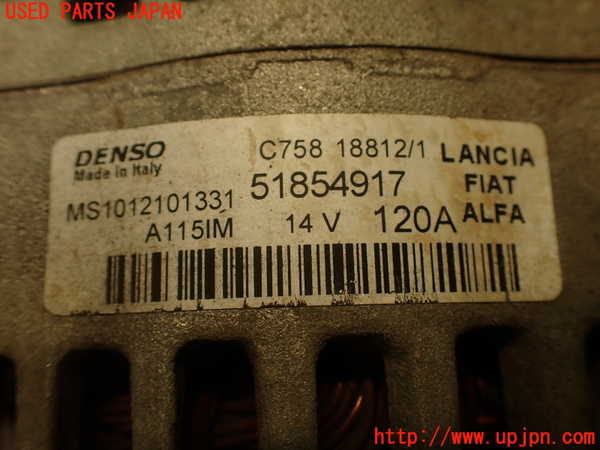 USED PARTS JAPAN
DENSO C758 18812/1 LANCIA
Made in Italy 51854917 FIAT
MS1012101331 ALFA
A115IM 14 V 120A
http://www.upjpn.com/